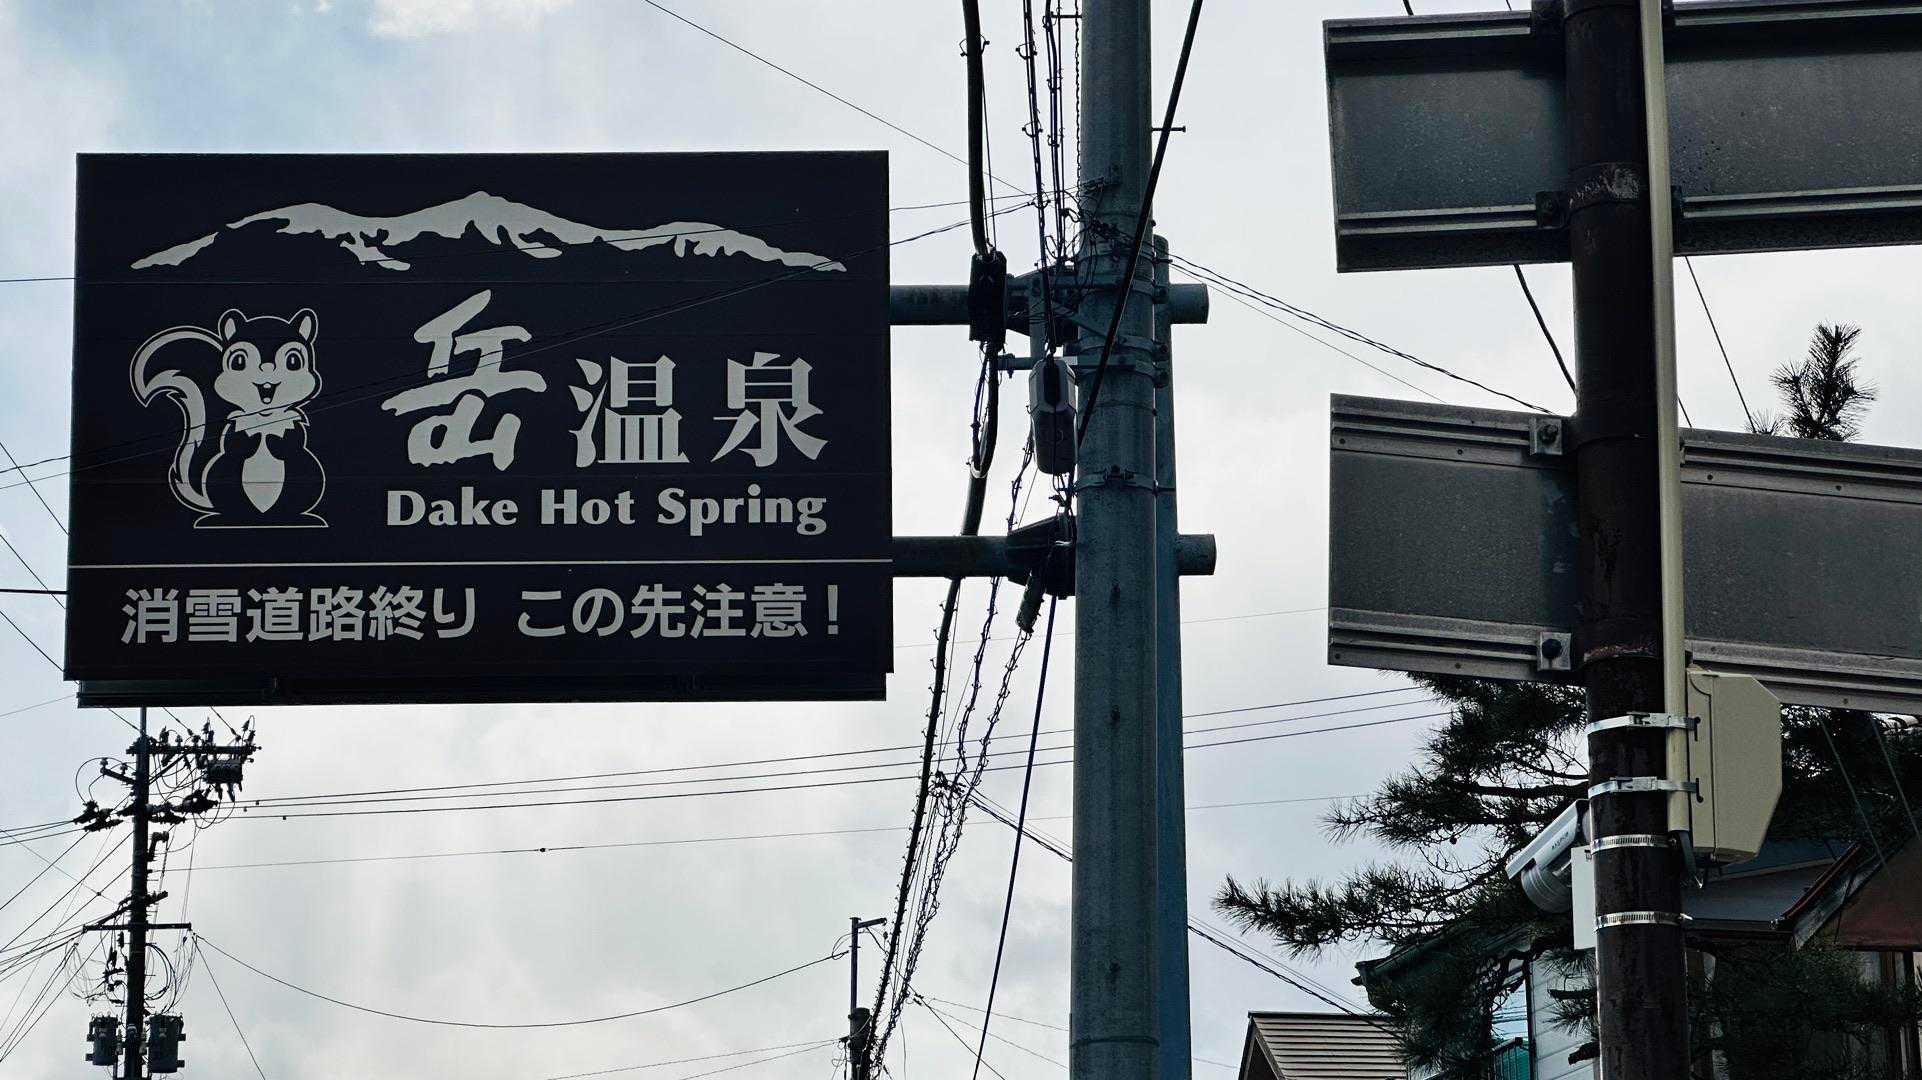 岳温泉
Dake Hot Spring
消雪道路終り この先注意！